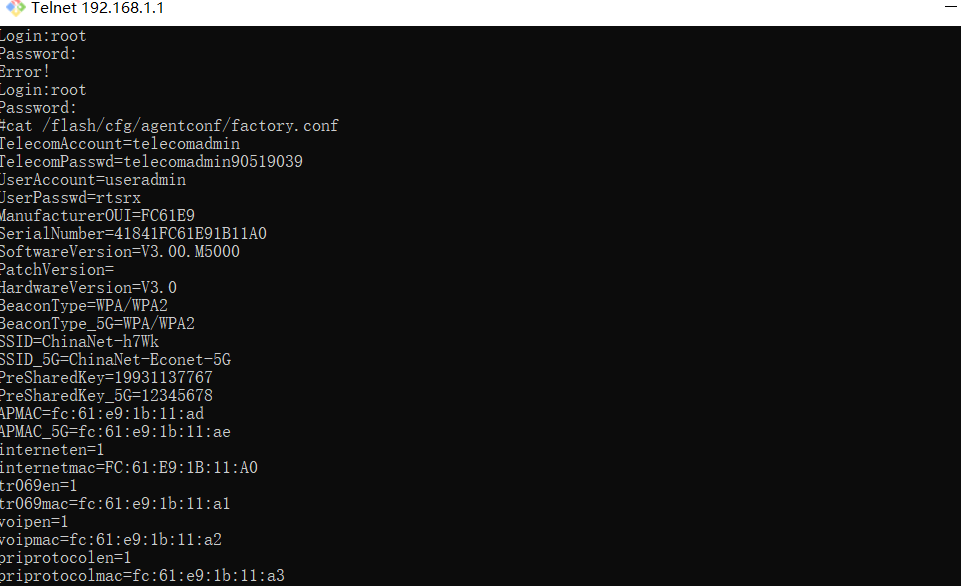 Telnet 192.168.1.1
Login:root
Password:
Error!
Login:root
Password:
#cat /flash/cfg/agentconf/factory.conf
TelecomAccount=telecomadmin
TelecomPasswd=telecomadmin90519039
UserAccount=useradmin
UserPasswd=rtsrx
ManufacturerOUI=FC61E9
SerialNumber=41841FC61E91B11A0
SoftwareVersion=V3.00.M5000
PatchVersion=
HardwareVersion=V3.0
BeaconType=WPA/WPA2
BeaconType_5G=WPA/WPA2
SSID=ChinaNet-h7Wk
SSID_5G=ChinaNet-Econet-5G
PreSharedKey=19931137767
PreSharedKey_5G=12345678
APMAC=fc:61:e9:1b:11:ad
APMAC_5G=fc:61:e9:1b:11:ae
interneten=1
internetmac=FC:61:E9:1B:11:A0
tr069en=1
tr069mac=fc:61:e9:1b:11:a1
voipen=1
voipmac=fc:61:e9:1b:11:a2
priprotocolen=1
priprotocolmac=fc:61:e9:1b:11:a3